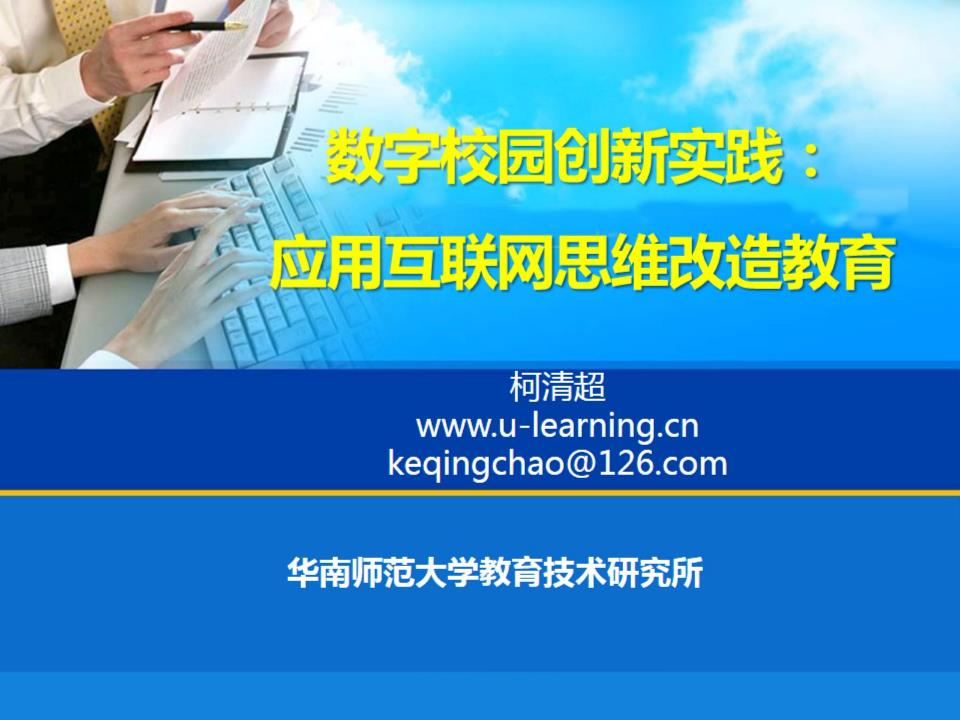 数字校园创新实践：
应用互联网思维改造教育
柯清超
www.u-learning.cn
keqingchao@126.com
华南师范大学教育技术研究所